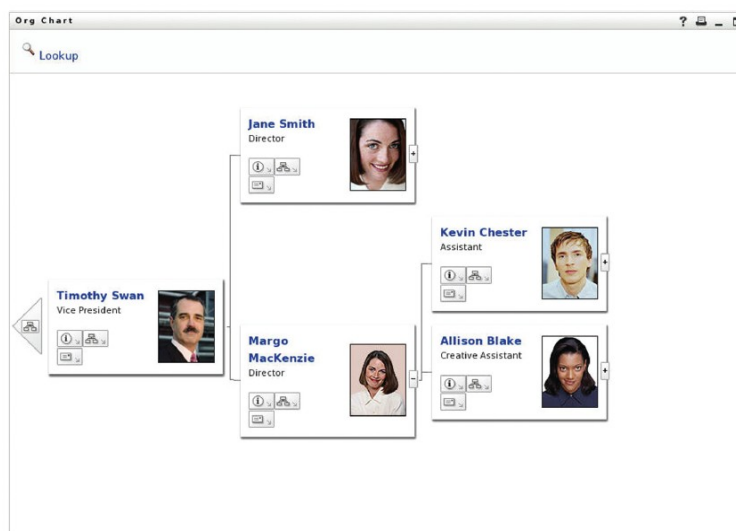 Org Chart
Lookup
Jane Smith
Director
Kevin Chester
Assistant
Timothy Swan
Vice President
Margo
MacKenzie
Director
Allison Blake
Creative Assistant